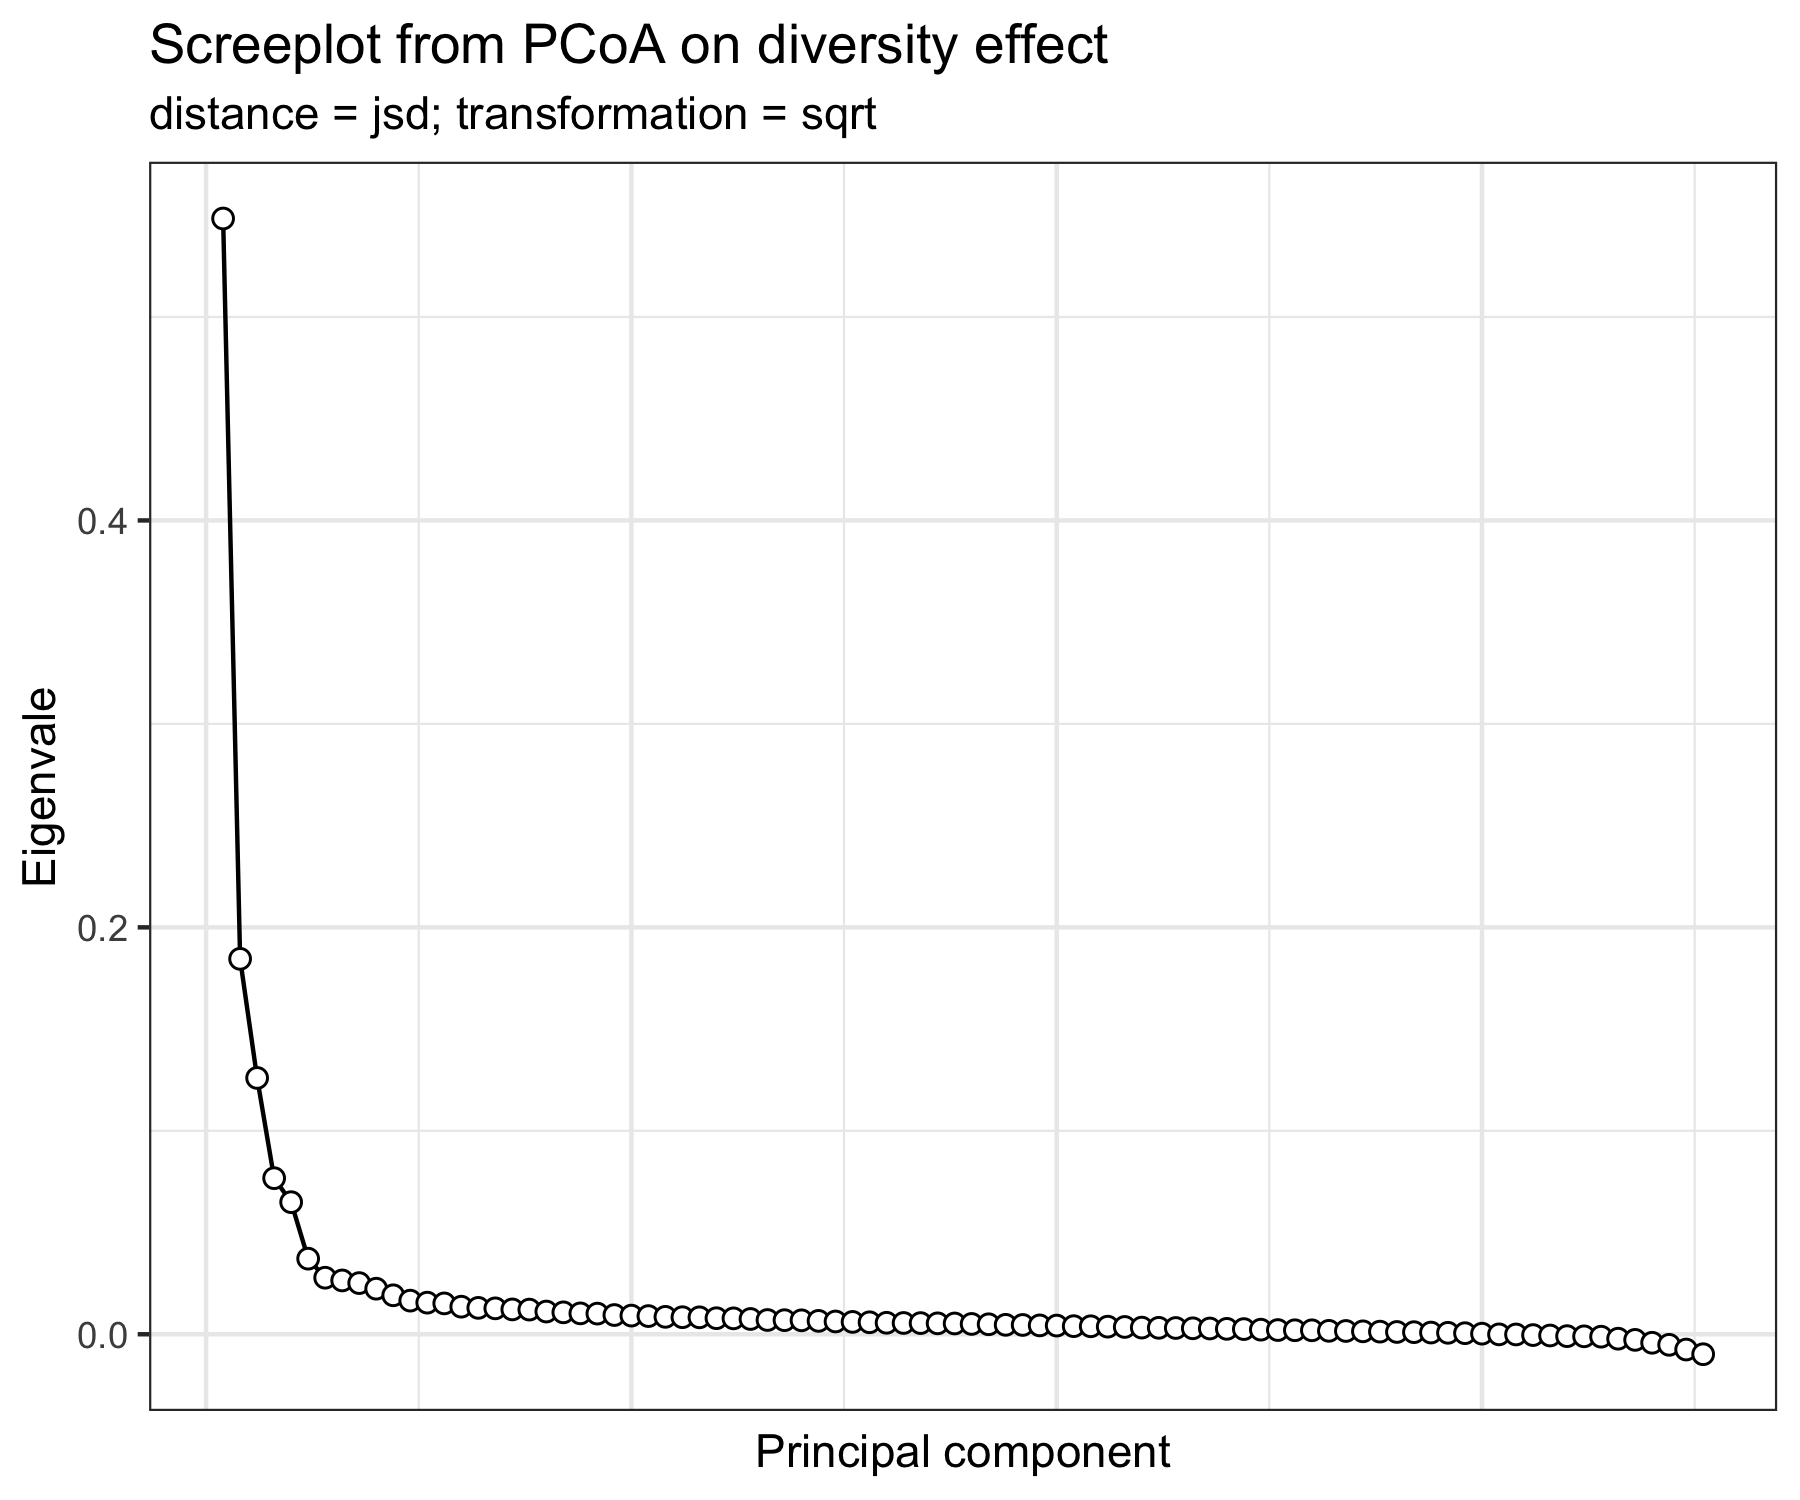 Screeplot from PCoA on diversity effect
distance = jsd; transformation = sqrt
Eigenvale
0.4
0.2
0.0
Principal component